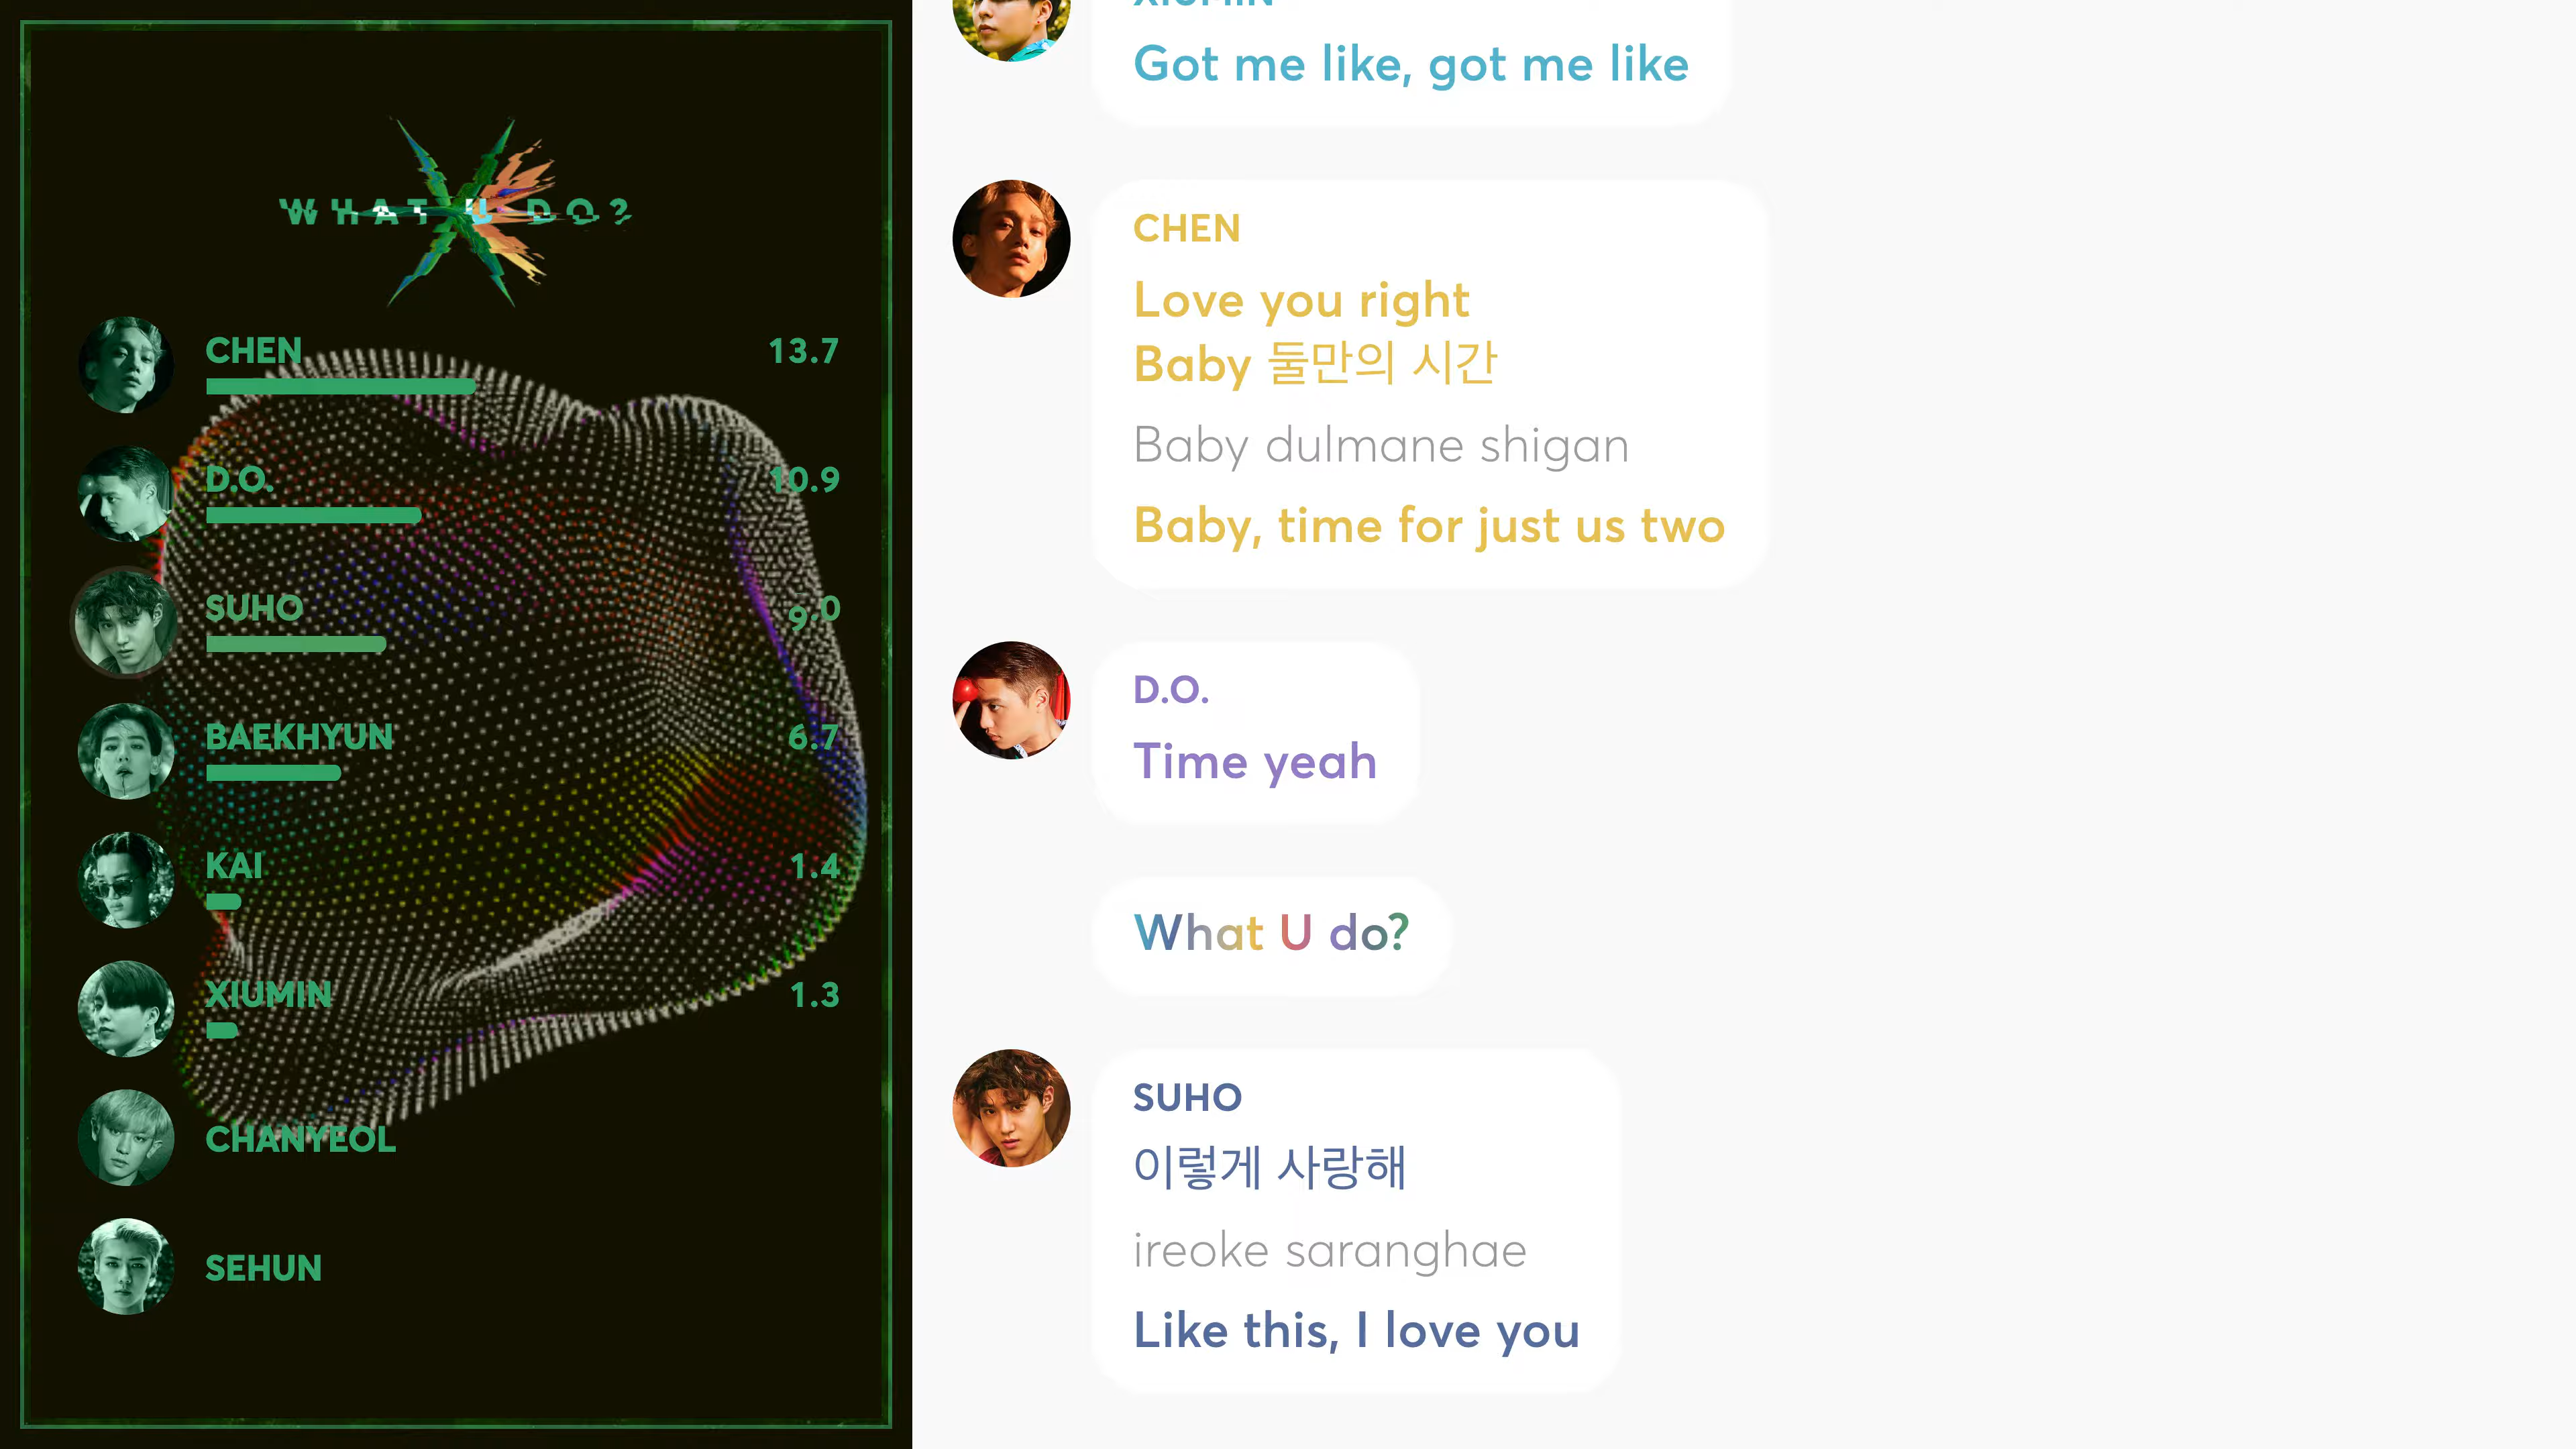 WHAT U DO?
CHEN 13.7
D.O. 10.9
SUHO 9.0
BAEKHYUN 6.7
KAI 1.4
XIUMIN 1.3
CHANYEOL
SEHUN
XIUMIN
Got me like, got me like
CHEN
Love you right
Baby 둘만의 시간
Baby dulmane shigan
Baby, time for just us two
D.O.
Time yeah
What U do?
SUHO
이렇게 사랑해
ireoke saranghae
Like this, I love you